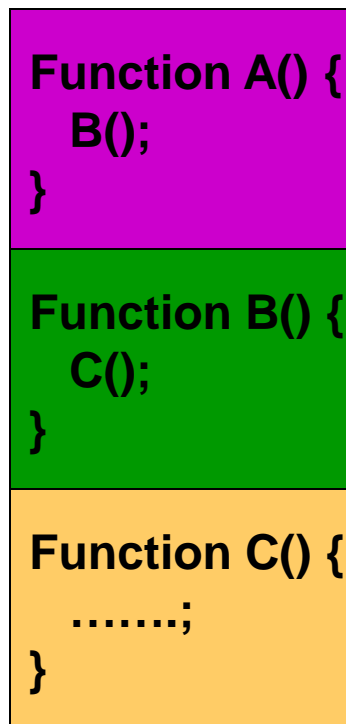 Function A() {
B();
}
Function B() {
C();
}
Function C() {
…….;
}